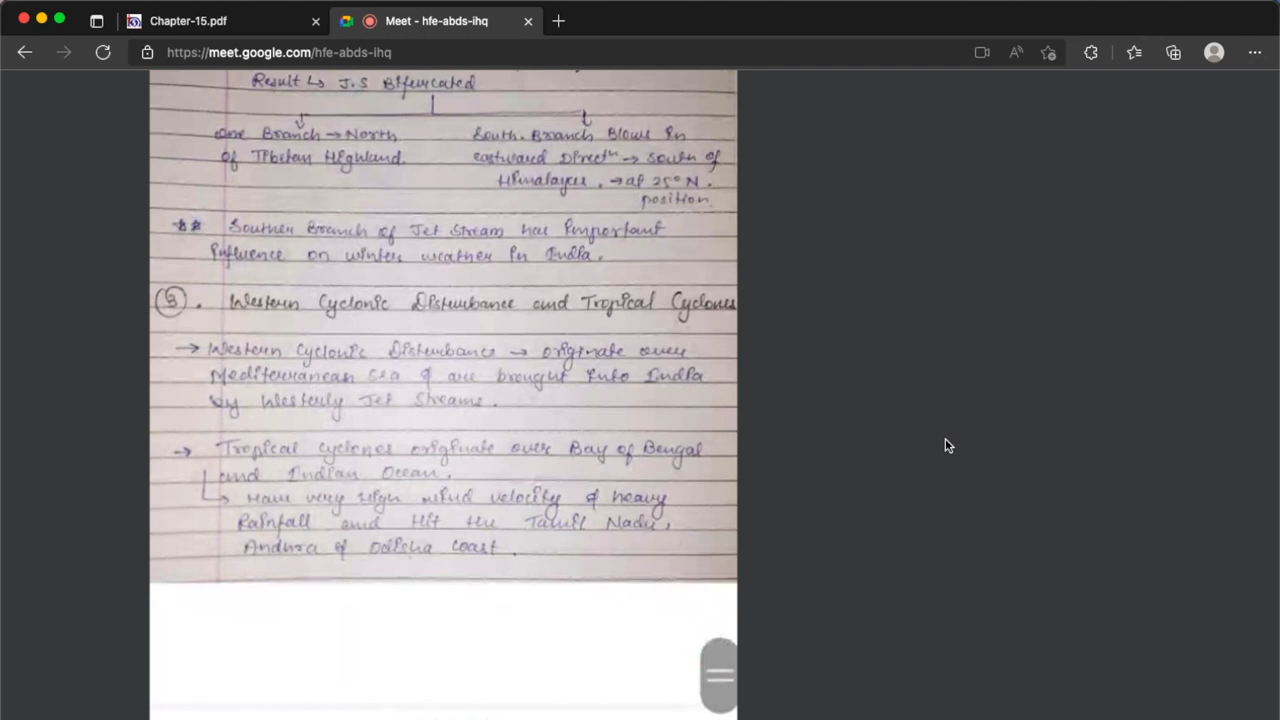 Chapter-15.pdf
Meet - hfe-abds-ihq
https://meet.google.com/hfe-abds-ihq
Result ↳ J.S Bifurcated
One Branch → North
of Tibetan Highland.
South. Branch Blows in
eastward Directⁿ → South of
Himalayes. → at 25° N.
position.
** Souther Branch of Jet Stream has important
influence on winter weather in India.
3. Western Cyclonic Disturbance and Tropical Cyclones
→ Western Cyclonic Disturbance → originate over
Mediterranean Sea & are brought into India
by Westerly Jet Streams.
→ Tropical cyclones originate over Bay of Bengal
and Indian Ocean.
↳ Have very High wind velocity & heavy
Rainfall and Hit the Tamil Nadu,
Andhra & Odisha coast.